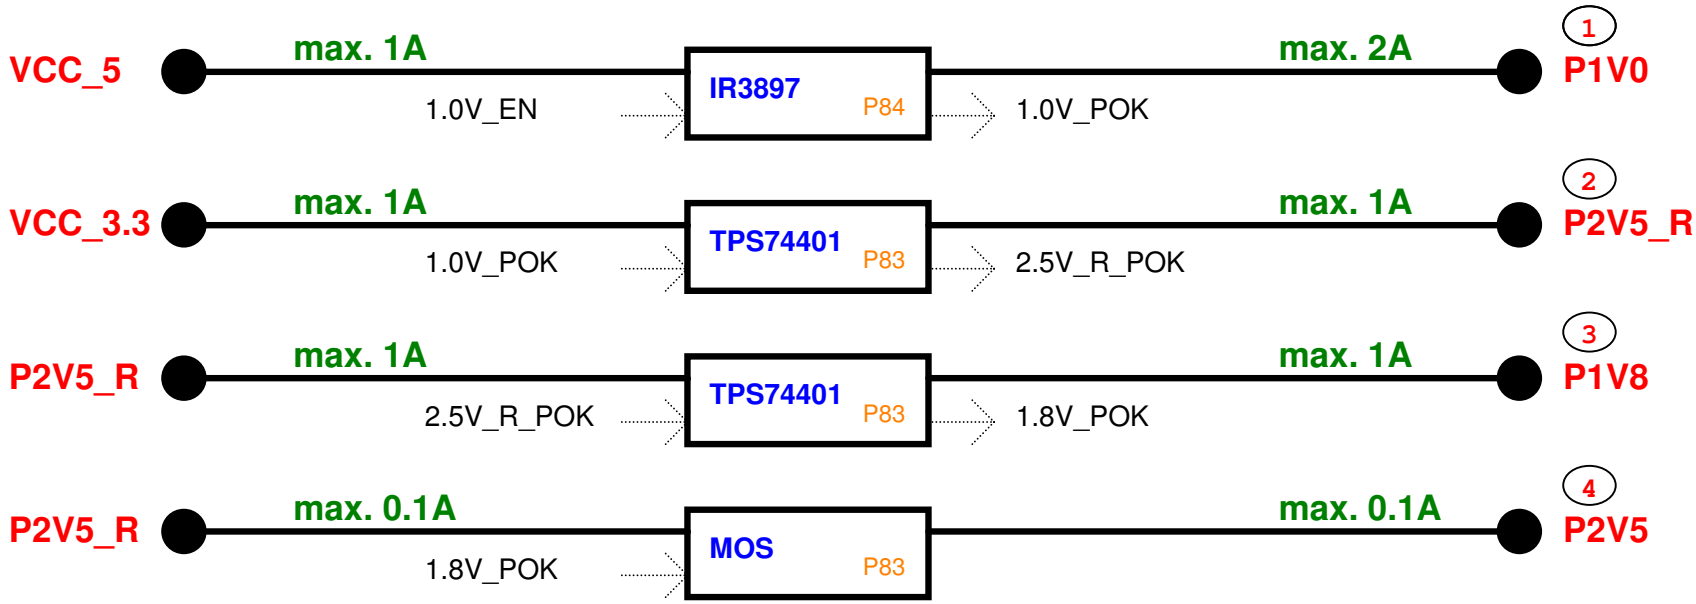 1
max. 1A
max. 2A
VCC_5
IR3897
P1V0
1.0V_EN
P84
1.0V_POK
2
max. 1A
max. 1A
VCC_3.3
TPS74401
P2V5_R
1.0V_POK
P83
2.5V_R_POK
3
max. 1A
max. 1A
P2V5_R
TPS74401
P1V8
2.5V_R_POK
P83
1.8V_POK
4
max. 0.1A
max. 0.1A
P2V5_R
MOS
P2V5
1.8V_POK
P83